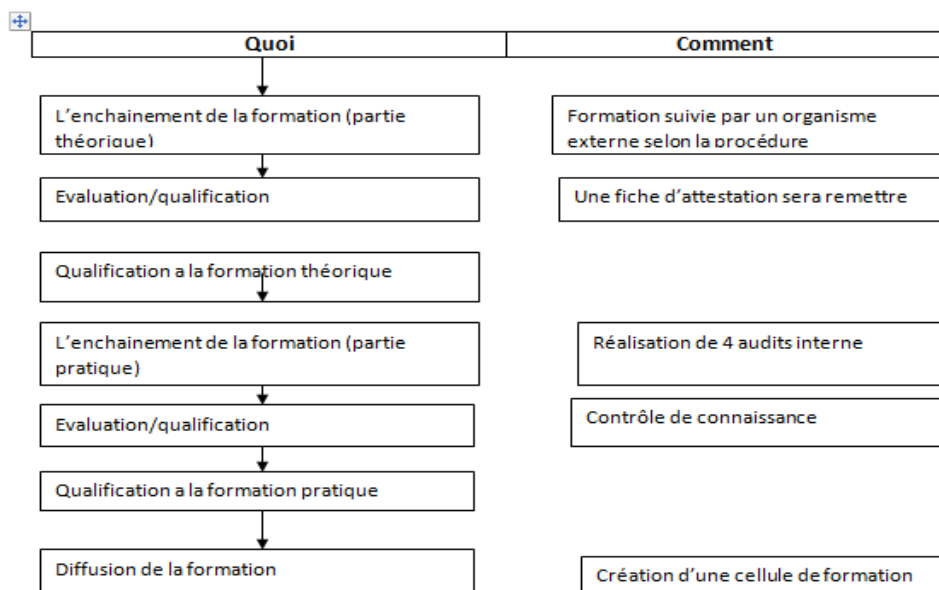 Quoi Comment
L'enchainement de la formation (partie
théorique)
Formation suivie par un organisme
externe selon la procédure
Evaluation/qualification
Une fiche d'attestation sera remettre
Qualification a la formation théorique
L'enchainement de la formation (partie
pratique)
Réalisation de 4 audits interne
Evaluation/qualification
Contrôle de connaissance
Qualification a la formation pratique
Diffusion de la formation
Création d'une cellule de formation